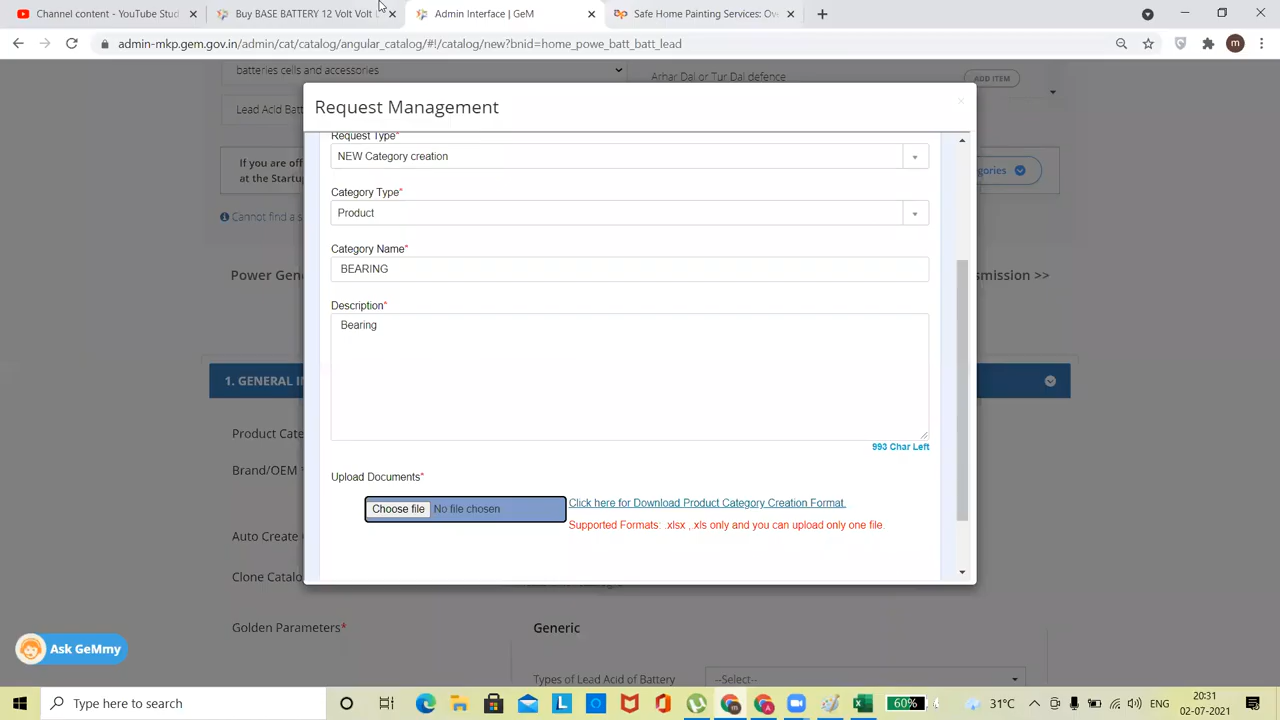 Channel content - YouTube Stud
Buy BASE BATTERY 12 Volt Volt L
Admin Interface | GeM
Safe Home Painting Services: Ov
admin-mkp.gem.gov.in/admin/cat/catalog/angular_catalog/#!/catalog/new?bnid=home_powe_batt_batt_lead
m
batteries cells and accessories
Arhar Dal or Tur Dal defence
ADD ITEM
Lead Acid Bat
Request Management
×
Request Type*
NEW Category creation
If you are off
at the Startu
gories
Category Type*
Product
Cannot find a s
Category Name*
BEARING
Power Gen
smission >>
Description*
Bearing
1. GENERAL I
Product Cate
993 Char Left
Brand/OEM *
Upload Documents*
Choose file No file chosen
Click here for Download Product Category Creation Format.
Supported Formats: .xlsx , .xls only and you can upload only one file.
Auto Create
Clone Catalo
Golden Parameters*
Generic
Ask GeMmy
Types of Lead Acid of Battery
--Select--
Type here to search
60%
31°C
ENG
20:31
02-07-2021